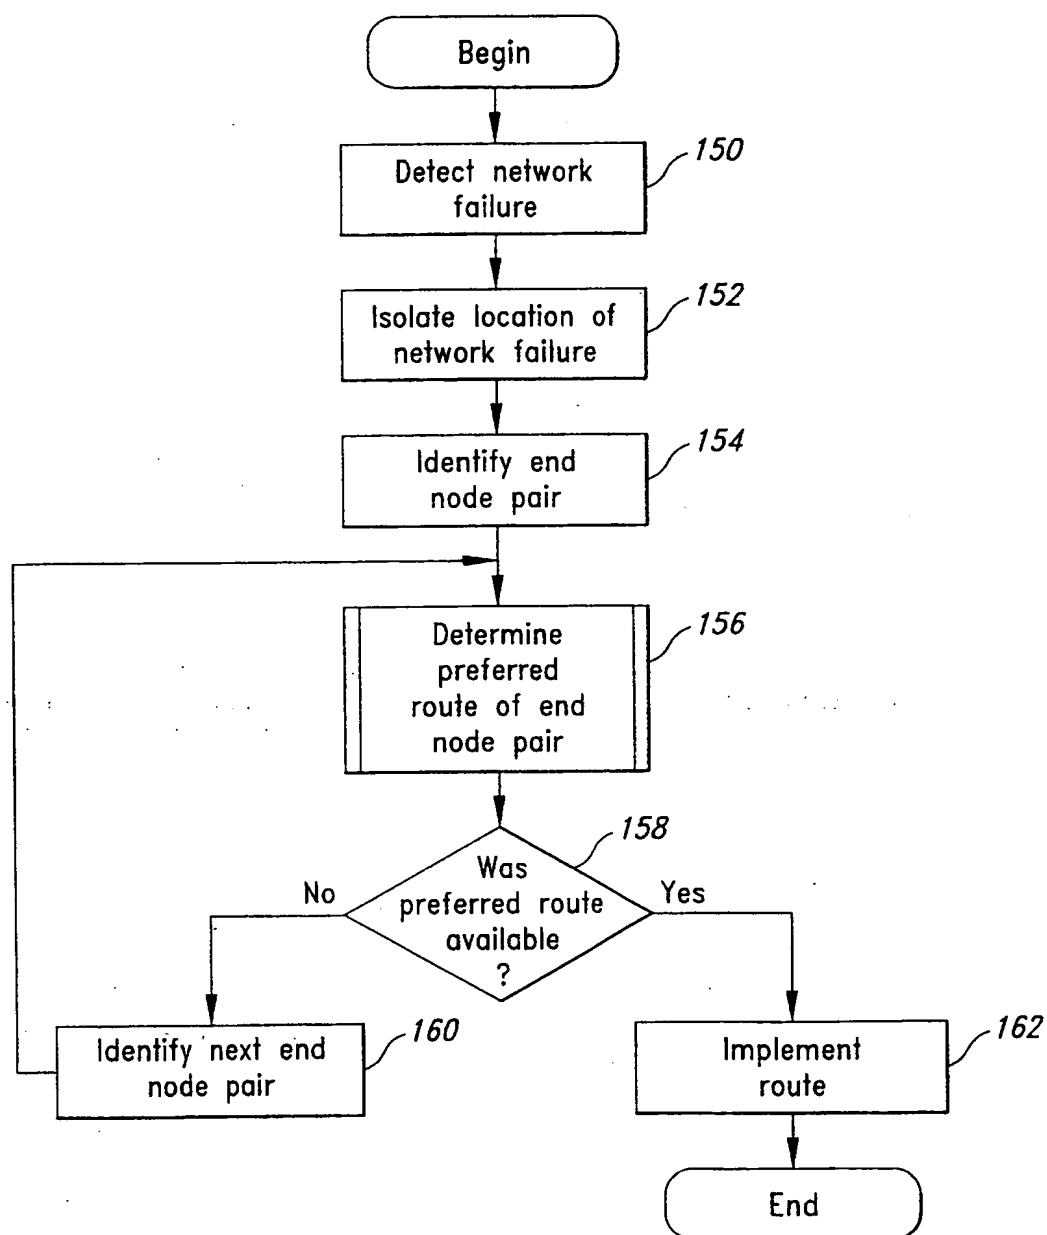 Begin
Detect network
failure
150
Isolate location of
network failure
152
Identify end
node pair
154
Determine
preferred
route of end
node pair
156
Was
preferred route
available
?
158
No
Yes
Identify next end
node pair
160
Implement
route
162
End